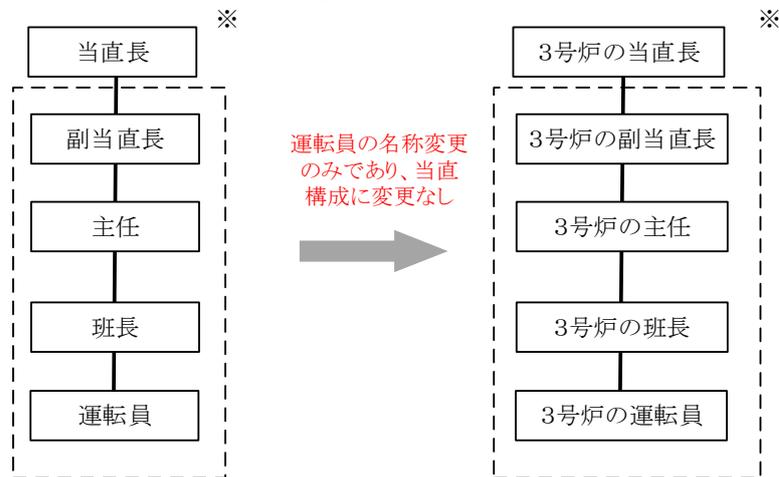 ※
当直長
副当直長
主任
班長
運転員
運転員の名称変更
のみであり、当直
構成に変更なし
※
3号炉の当直長
3号炉の副当直長
3号炉の主任
3号炉の班長
3号炉の運転員